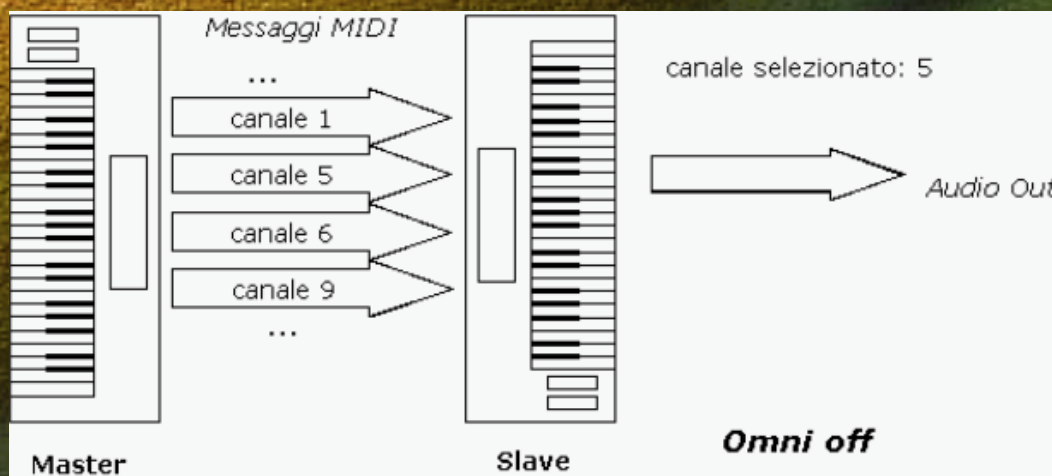 Messaggi MIDI
...
canale 1
canale 5
canale 6
canale 9
...
canale selezionato: 5
Audio Out
Omni off
Master
Slave